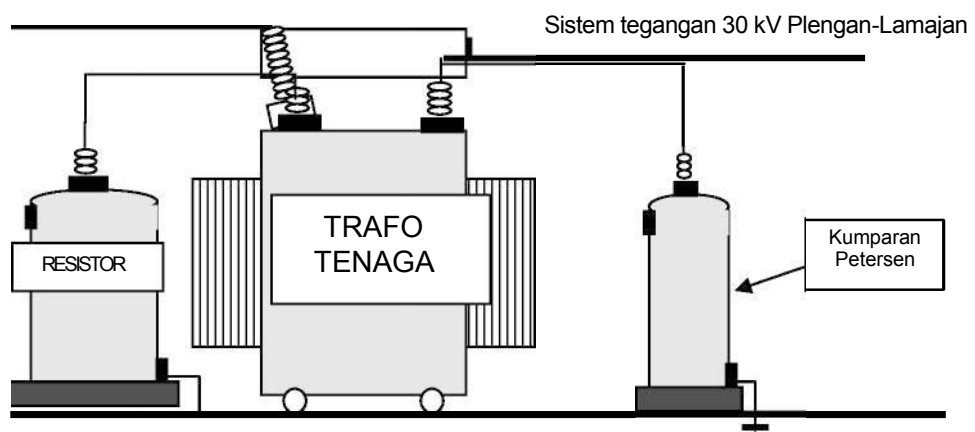 Sistem tegangan 30 kV Plengan-Lamajan
TRAFO
TENAGA
RESISTOR
Kumparan
Petersen